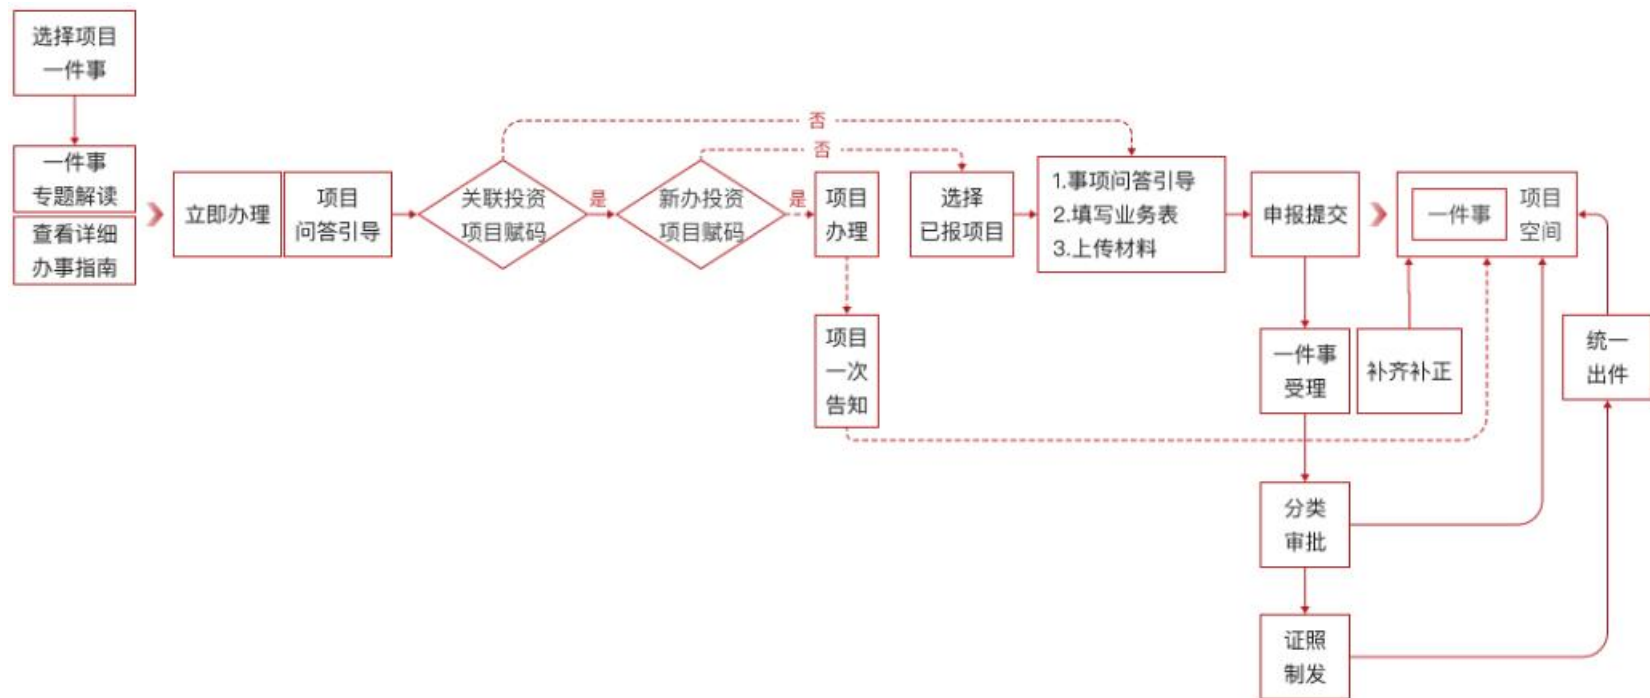 选择项目
一件事
一件事
专题解读
查看详细
办事指南
立即办理
项目
问答引导
关联投资
项目赋码
否
是
新办投资
项目赋码
否
是
项目
办理
项目
一次
告知
选择
已报项目
1.事项问答引导
2.填写业务表
3.上传材料
申报提交
一件事
项目
空间
一件事
受理
补齐补正
统一
出件
分类
审批
证照
制发